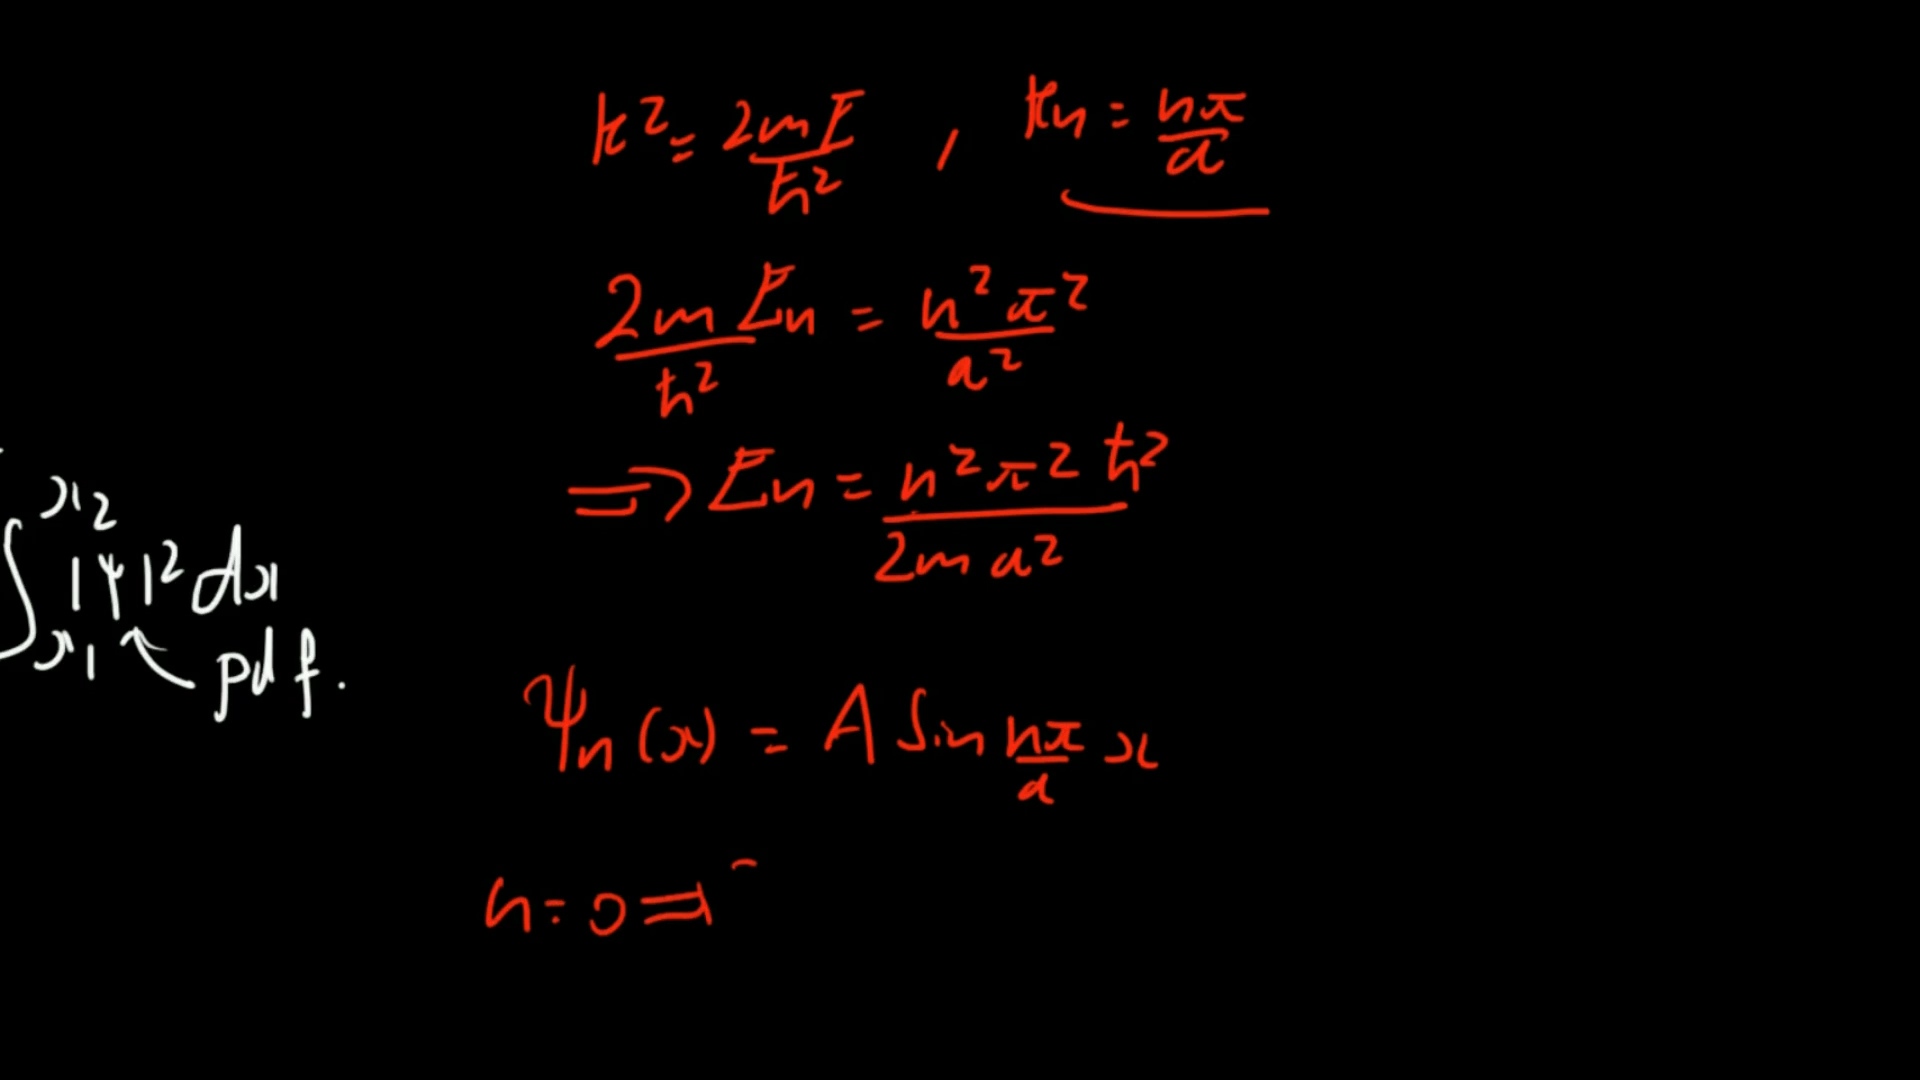 k² = 2mE/ħ² , kn = nπ/a
2mEn/ħ² = n²π²/a²
⇒ En = n²π²ħ²/2ma²
∫x₁^x₂ |ψ|² dx
pdf.
ψn(x) = A Sin nπ/a x
n = 0 ⇒